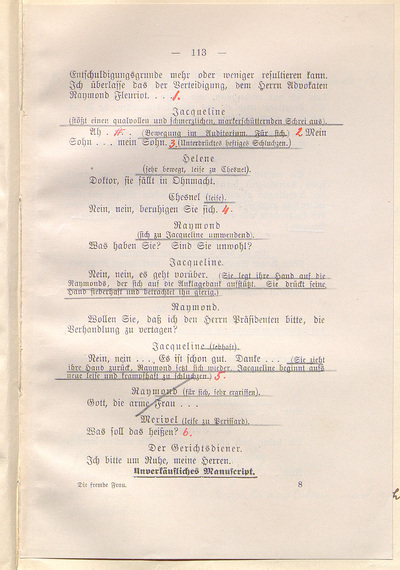 — 113 —
Entschuldigungsgrunde mehr oder weniger resultieren kann.
Ich überlasse das der Verteidigung, dem Herrn Advokaten
Raymond Fleuriot. . . 1.
Jacqueline
(stößt einen qualvollen und schmerzlichen, markerschütternden Schrei aus).
Ah . . . (Bewegung im Auditorium. Für sich.) 2 Mein
Sohn . . . mein Sohn. 3 (Unterdrücktes heftiges Schluchzen.)
Helene
(sehr bewegt, leise zu Chesnel).
Doktor, sie fällt in Ohnmacht.
Chesnel (leise).
Nein, nein, beruhigen Sie sich. 4.
Raymond
(sich zu Jacqueline umwendend).
Was haben Sie? Sind Sie unwohl?
Jacqueline.
Nein, nein, es geht vorüber. (Sie legt ihre Hand auf die
Raymonds, der sich auf die Anklagebank aufstützt. Sie drückt seine
Hand fieberhaft und betrachtet ihn gierig.)
Raymond.
Wollen Sie, daß ich den Herrn Präsidenten bitte, die
Verhandlung zu vertagen?
Jacqueline (lebhaft).
Nein, nein . . . Es ist schon gut. Danke . . . (Sie zieht
ihre Hand zurück. Raymond setzt sich wieder. Jacqueline beginnt aufs
neue leise und krampfhaft zu schluchzen.) 5.
Raymond (für sich, sehr ergriffen).
Gott, die arme Frau . . .
Merivel (leise zu Perissard).
Was soll das heißen? 6.
Der Gerichtsdiener.
Ich bitte um Ruhe, meine Herren.
Unverkäufliches Manuscript.
Die fremde Frau. 8